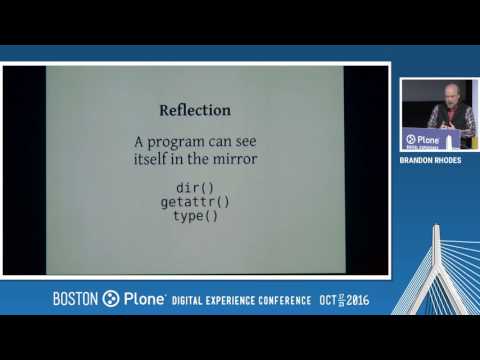 Reflection
A program can see
itself in the mirror
dir()
getattr()
type()
Plone
BRANDON RHODES
BOSTON Plone DIGITAL EXPERIENCE CONFERENCE OCT 2016